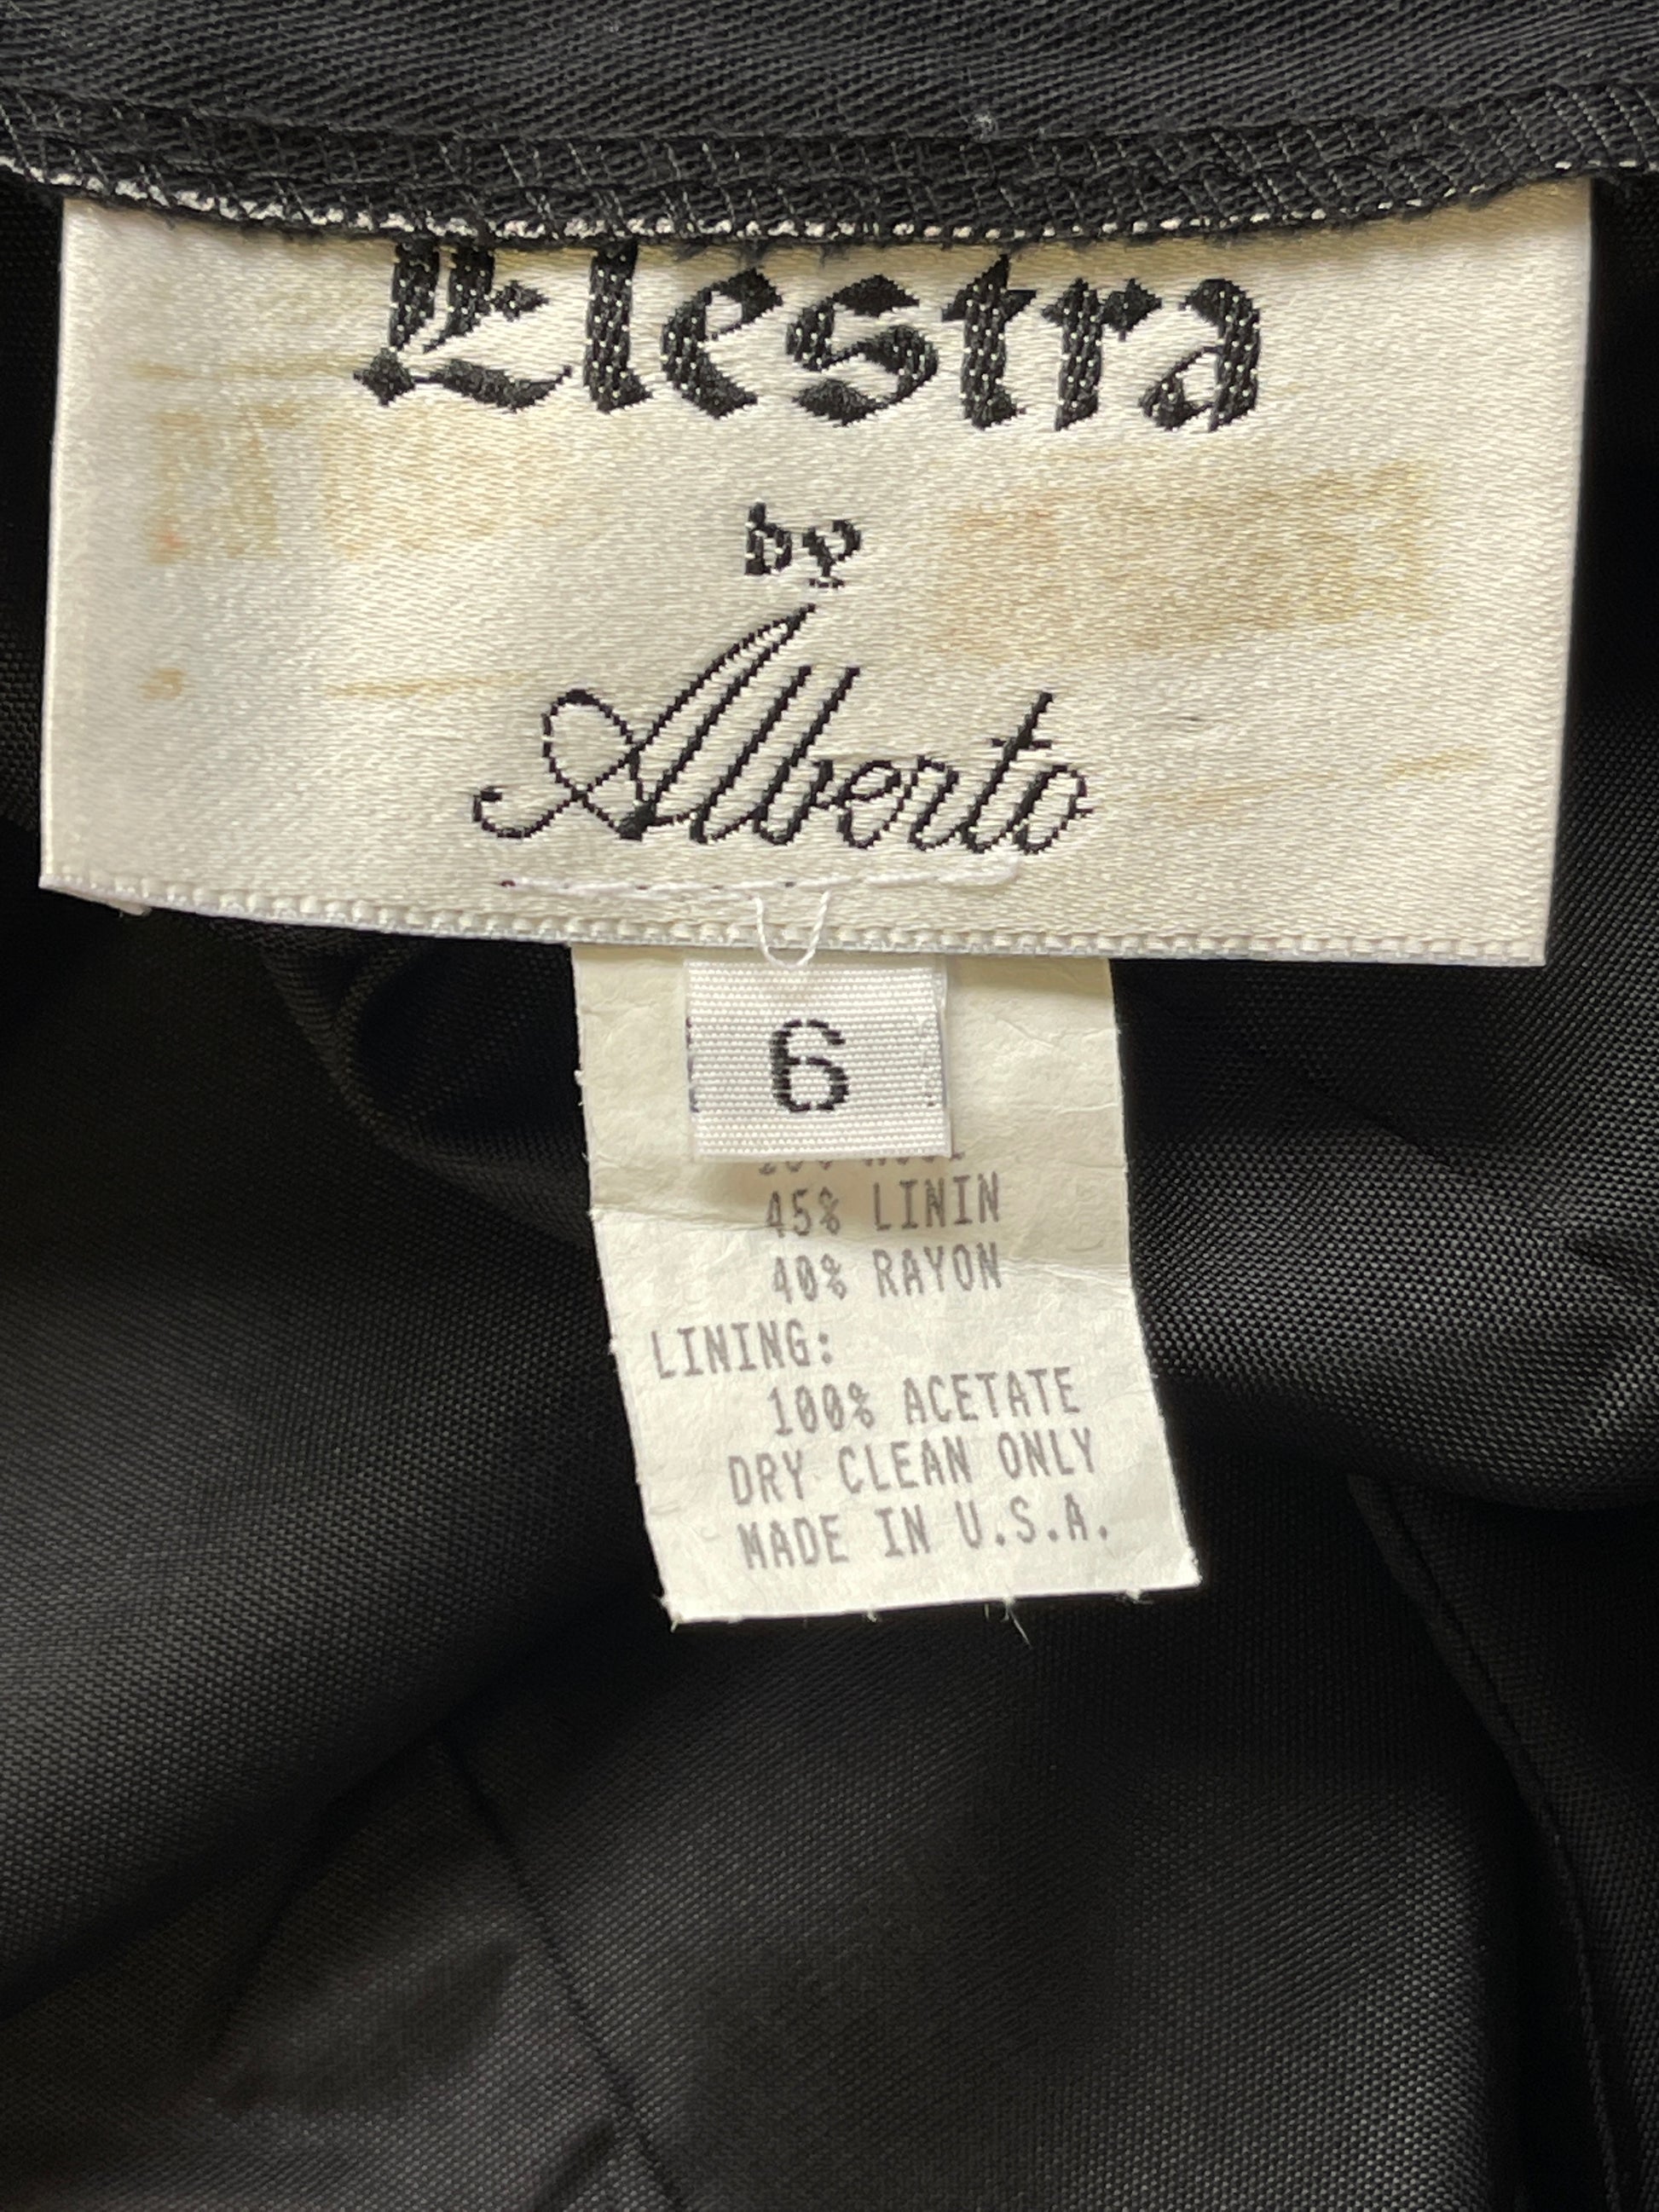 Elestra
by
Alberto
6
45% LININ
40% RAYON
LINING:
100% ACETATE
DRY CLEAN ONLY
MADE IN U.S.A.